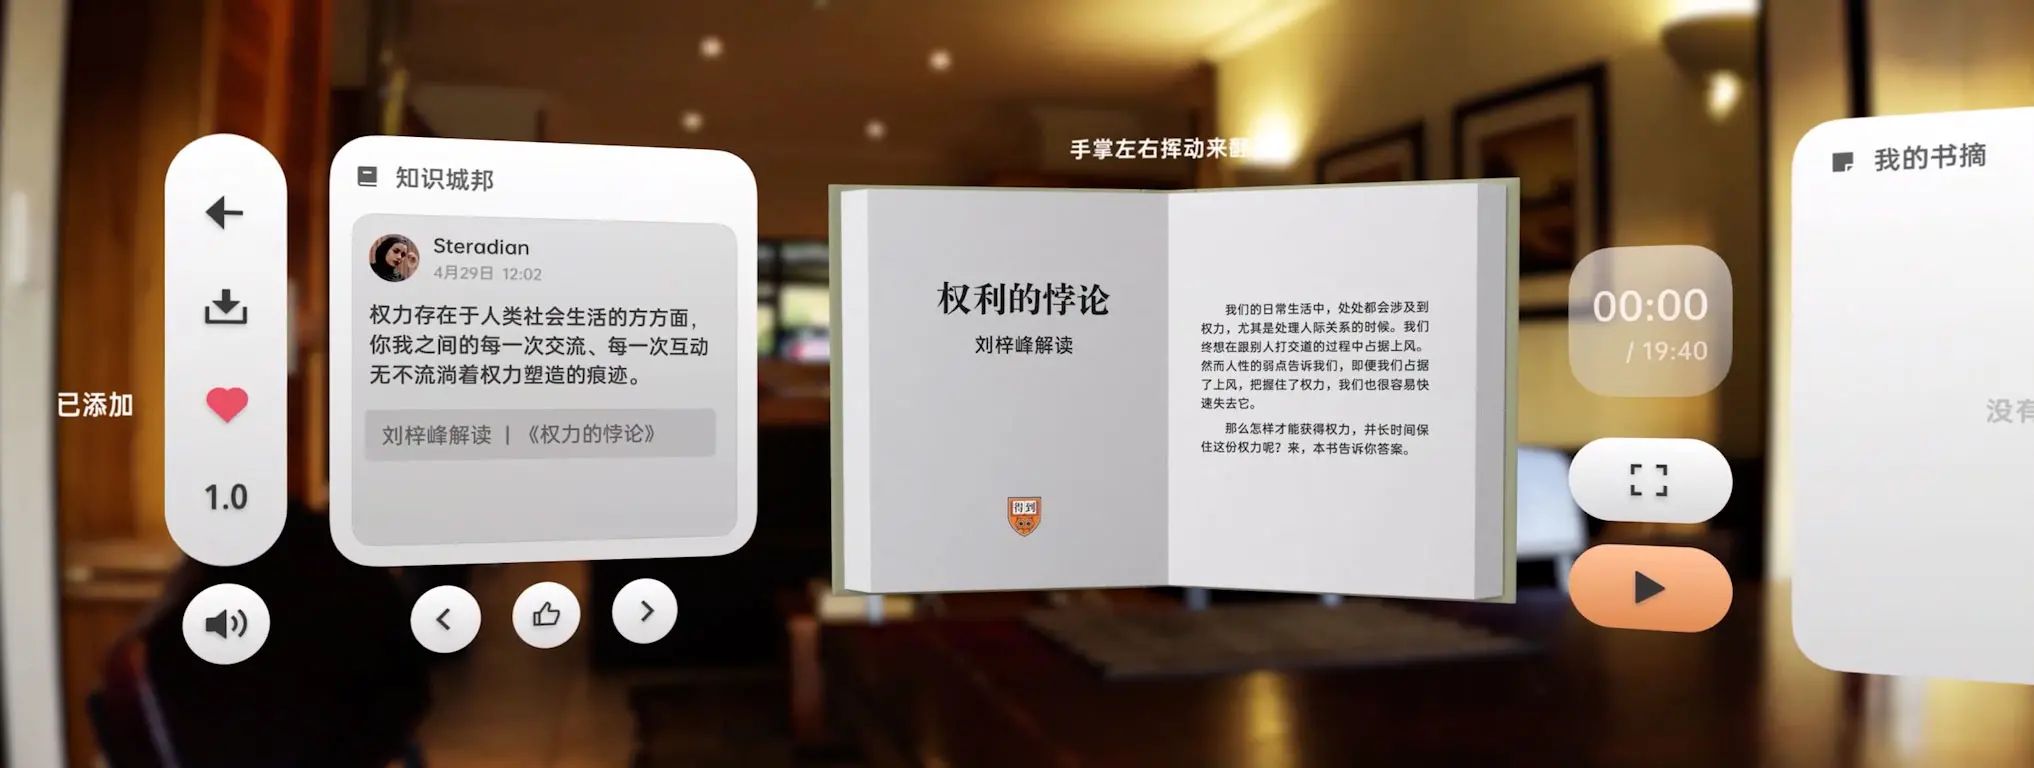 已添加
1.0
知识城邦
Steradian
4月29日 12:02
权力存在于人类社会生活的方方面，
你我之间的每一次交流、每一次互动
无不流淌着权力塑造的痕迹。
刘梓峰解读 | 《权力的悖论》
手掌左右挥动来
权利的悖论
刘梓峰解读
得到
我们的日常生活中，处处都会涉及到
权力，尤其是处理人际关系的时候。我们
终想在跟别人打交道的过程中占据上风。
然而人性的弱点告诉我们，即便我们占据
了上风，把握住了权力，我们也很容易快
速失去它。
那么怎样才能获得权力，并长时间保
住这份权力呢？来，本书告诉你答案。
00:00
/ 19:40
我的书摘
没有